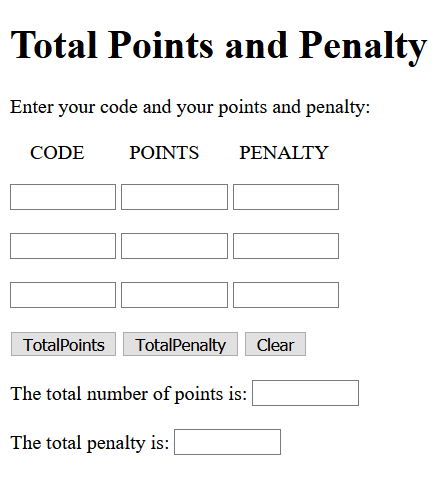 Total Points and Penalty
Enter your code and your points and penalty:
CODE POINTS PENALTY
TotalPoints TotalPenalty Clear
The total number of points is:
The total penalty is: